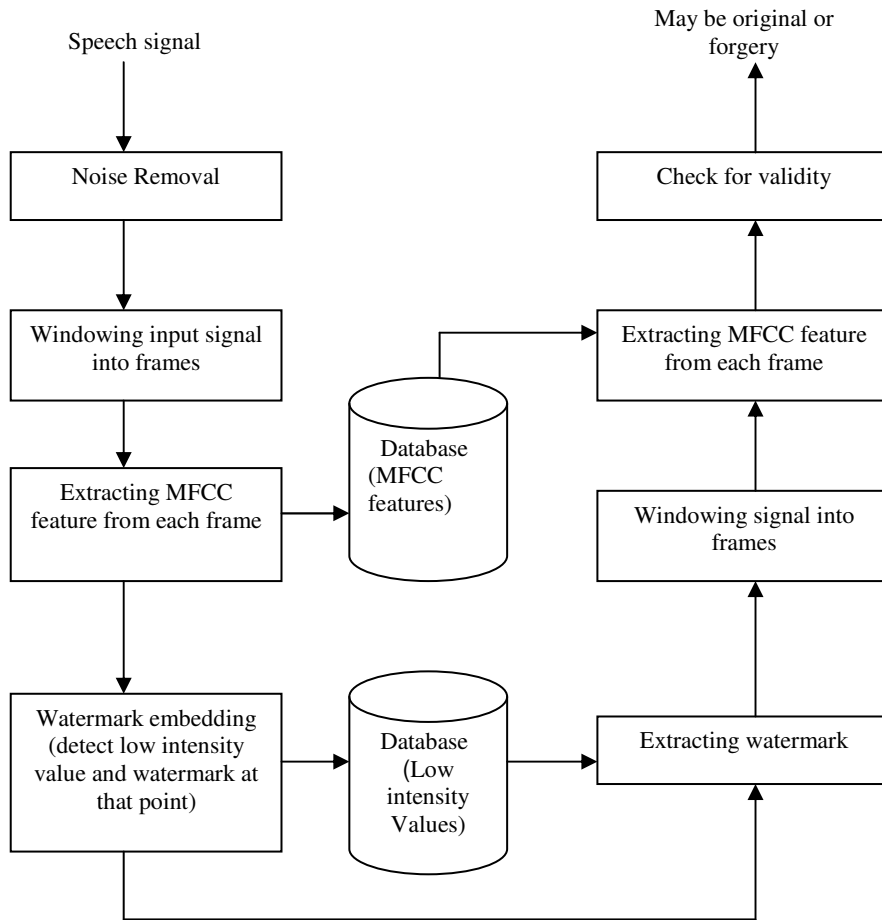 Speech signal
Noise Removal
Windowing input signal
into frames
Extracting MFCC
feature from each frame
Watermark embedding
(detect low intensity
value and watermark at
that point)
Database
(MFCC
features)
Database
(Low
intensity
Values)
May be original or
forgery
Check for validity
Extracting MFCC feature
from each frame
Windowing signal into
frames
Extracting watermark